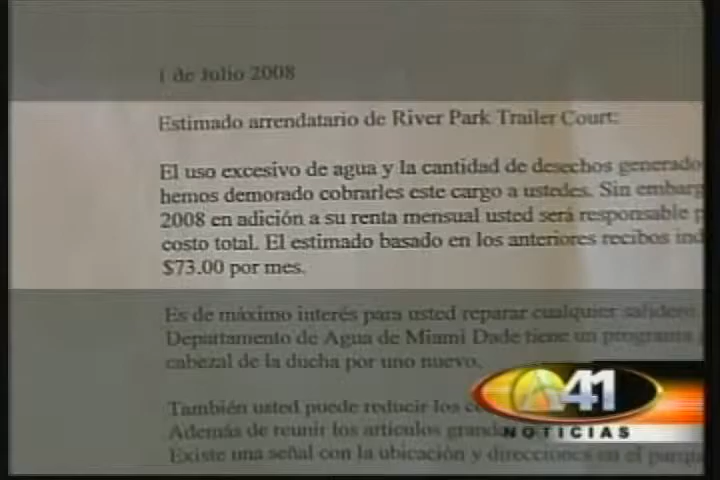 1 de Julio 2008
Estimado arrendatario de River Park Trailer Court:
El uso excesivo de agua y la cantidad de desechos generado
hemos demorado cobrarles este cargo a ustedes. Sin embarg
2008 en adición a su renta mensual usted será responsable p
costo total. El estimado basado en los anteriores recibos ind
$73.00 por mes.
Es de máximo interés para usted reparar cualquier salidero
Departamento de Agua de Miami Dade tiene un programa
cabezal de la ducha por uno nuevo.
También usted puede reducir los
Además de reunir los artículos grand
Existe una señal con la ubicación y direcciones en el parqu
A 41
NOTICIAS